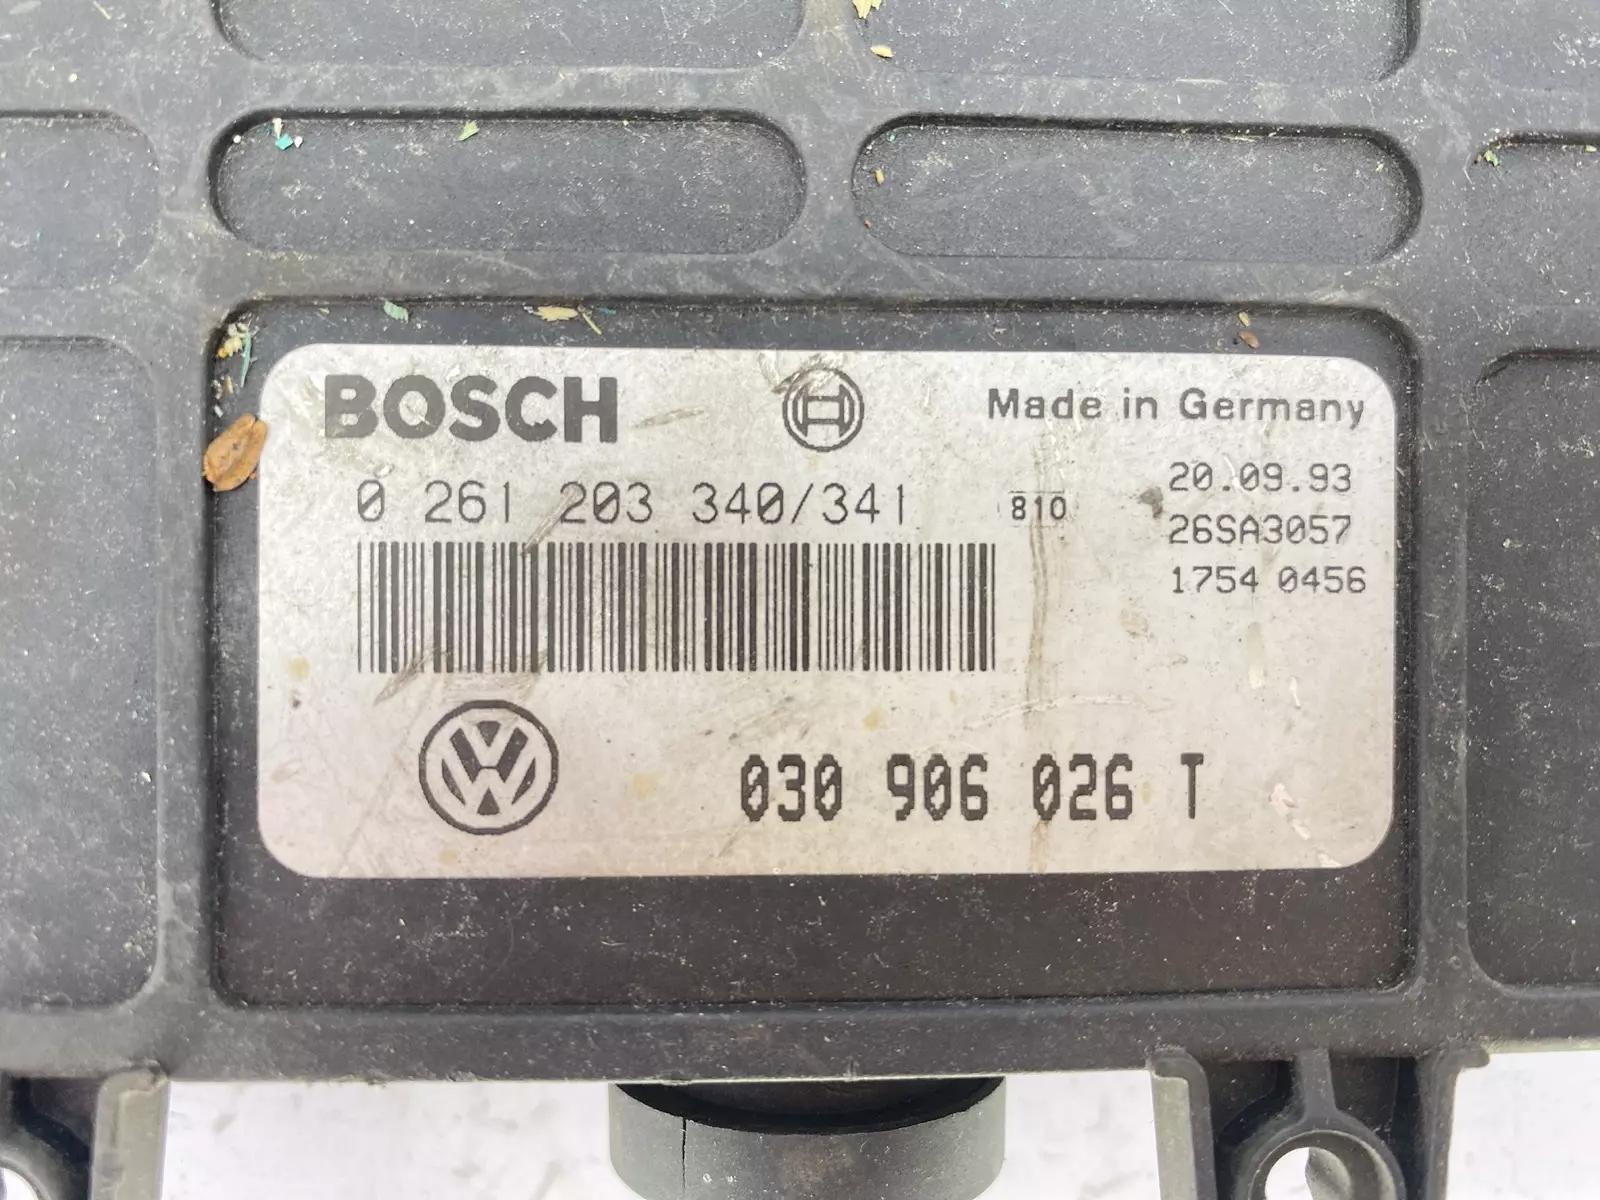 BOSCH
Made in Germany
0 261 203 340/341
810
20.09.93
26SA3057
1754 0456
030 906 026 T